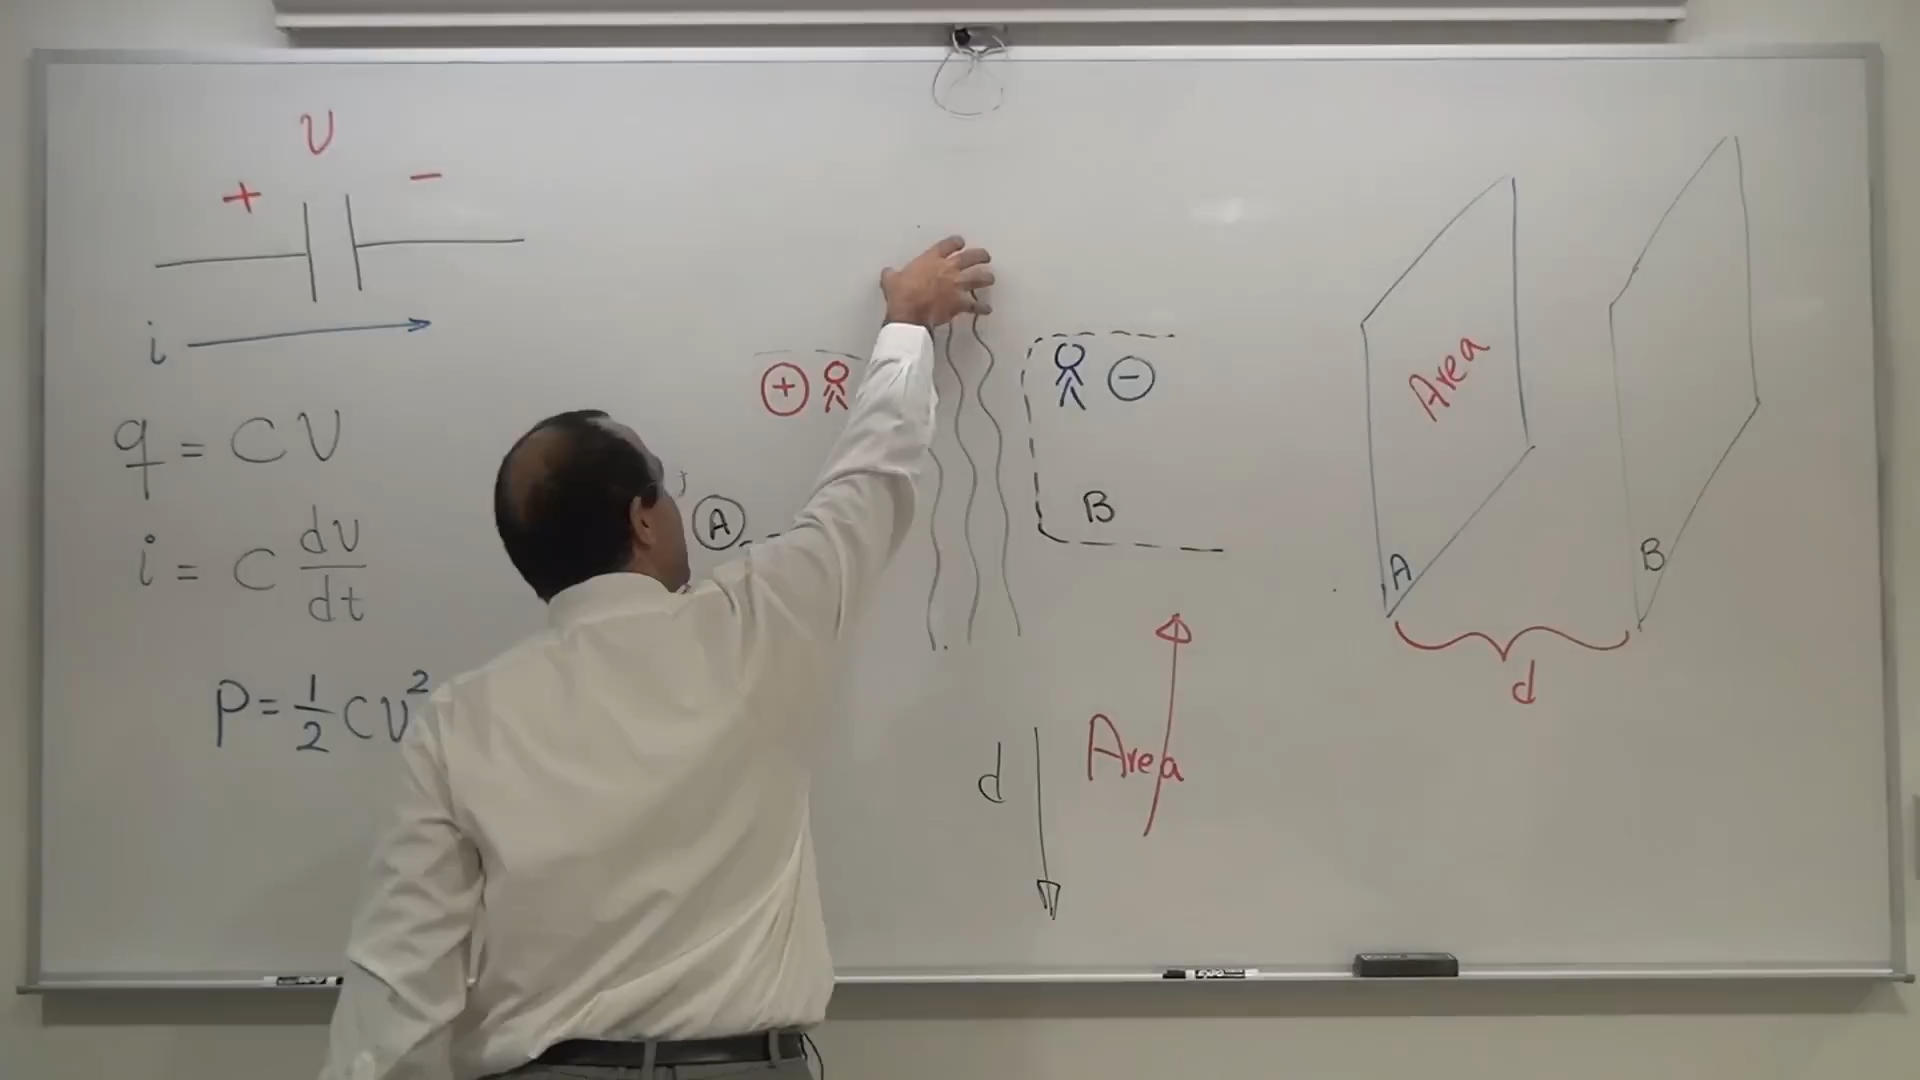 V
+ -
i
q = CV
i = C dv/dt
P = 1/2 CV²
+ -
A B
d Area
Area
A B
d